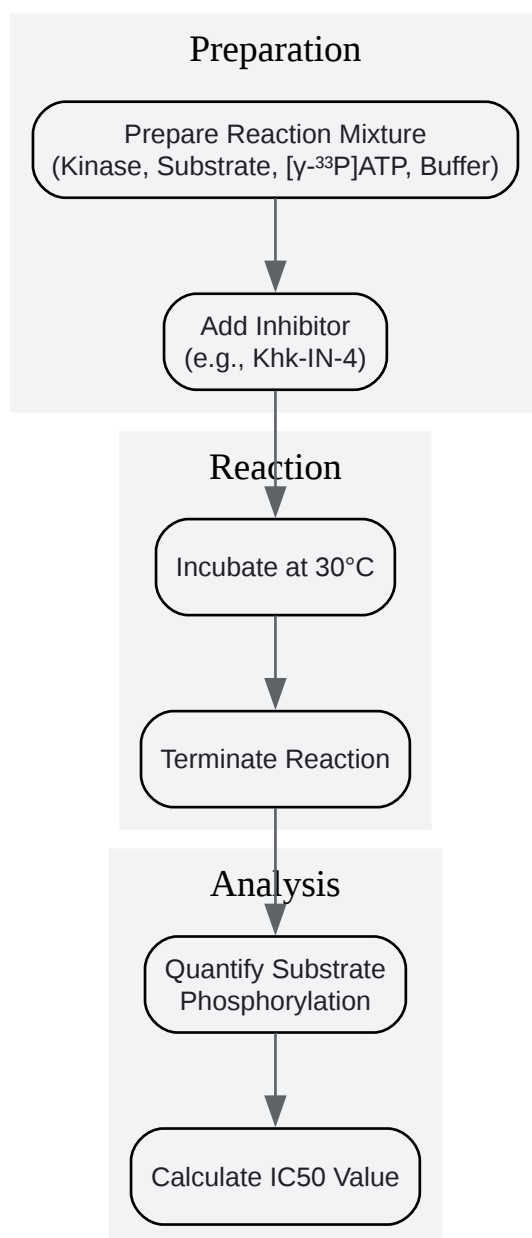 Preparation
Prepare Reaction Mixture
(Kinase, Substrate, [γ-³³P]ATP, Buffer)
Add Inhibitor
(e.g., Khk-IN-4)
Reaction
Incubate at 30°C
Terminate Reaction
Analysis
Quantify Substrate
Phosphorylation
Calculate IC50 Value